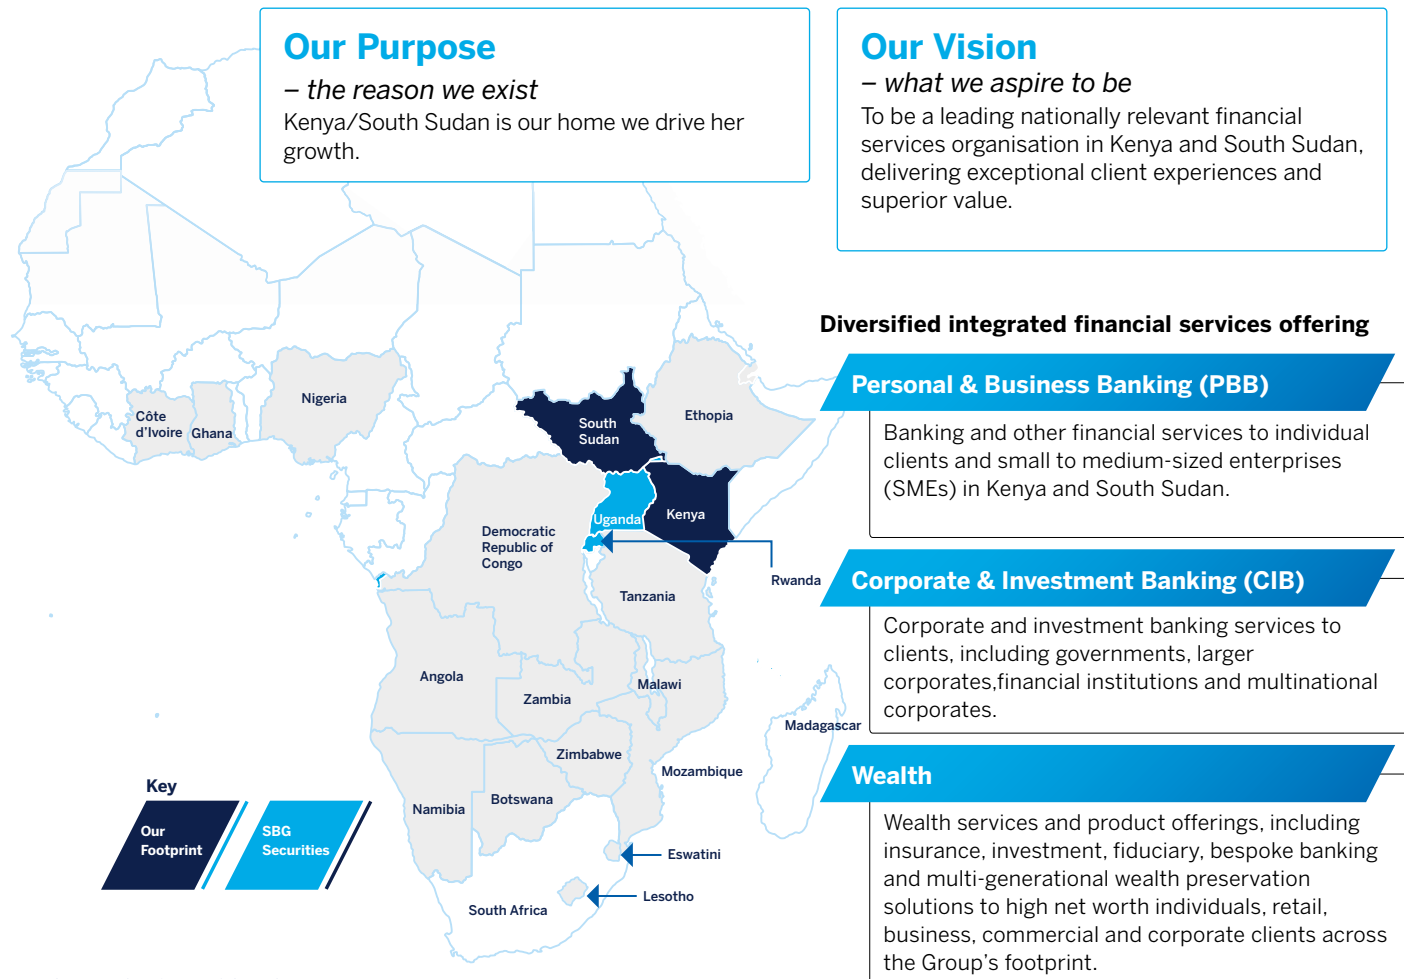 Our Purpose
– the reason we exist
Kenya/South Sudan is our home we drive her
growth.
Our Vision
– what we aspire to be
To be a leading nationally relevant financial
services organisation in Kenya and South Sudan,
delivering exceptional client experiences and
superior value.
Diversified integrated financial services offering
Personal & Business Banking (PBB)
Banking and other financial services to individual
clients and small to medium-sized enterprises
(SMEs) in Kenya and South Sudan.
Corporate & Investment Banking (CIB)
Corporate and investment banking services to
clients, including governments, larger
corporates,financial institutions and multinational
corporates.
Wealth
Wealth services and product offerings, including
insurance, investment, fiduciary, bespoke banking
and multi-generational wealth preservation
solutions to high net worth individuals, retail,
business, commercial and corporate clients across
the Group’s footprint.
Nigeria
Côte
d’Ivoire
Ghana
South
Sudan
Ethopia
Uganda
Kenya
Democratic
Republic of
Congo
Rwanda
Tanzania
Angola
Zambia
Malawi
Madagascar
Zimbabwe
Mozambique
Namibia
Botswana
Eswatini
Lesotho
South Africa
Key
Our
Footprint
SBG
Securities